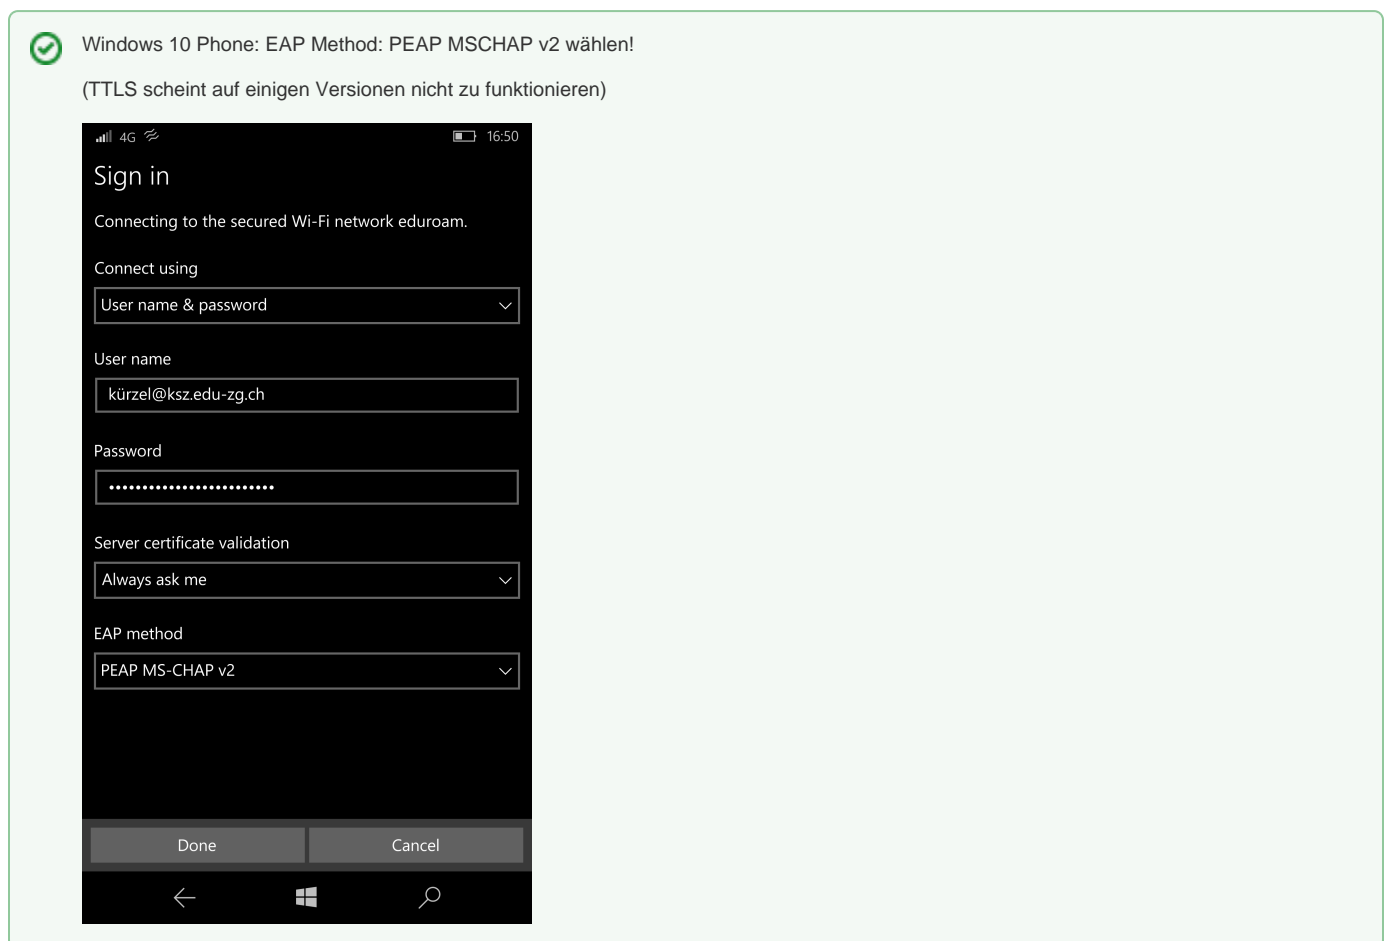 Windows 10 Phone: EAP Method: PEAP MSCHAP v2 wählen!
(TTLS scheint auf einigen Versionen nicht zu funktionieren)
4G 16:50
Sign in
Connecting to the secured Wi-Fi network eduroam.
Connect using
User name & password
User name
kürzel@ksz.edu-zg.ch
Password
•••••••••••••••••••••••••
Server certificate validation
Always ask me
EAP method
PEAP MS-CHAP v2
Done Cancel